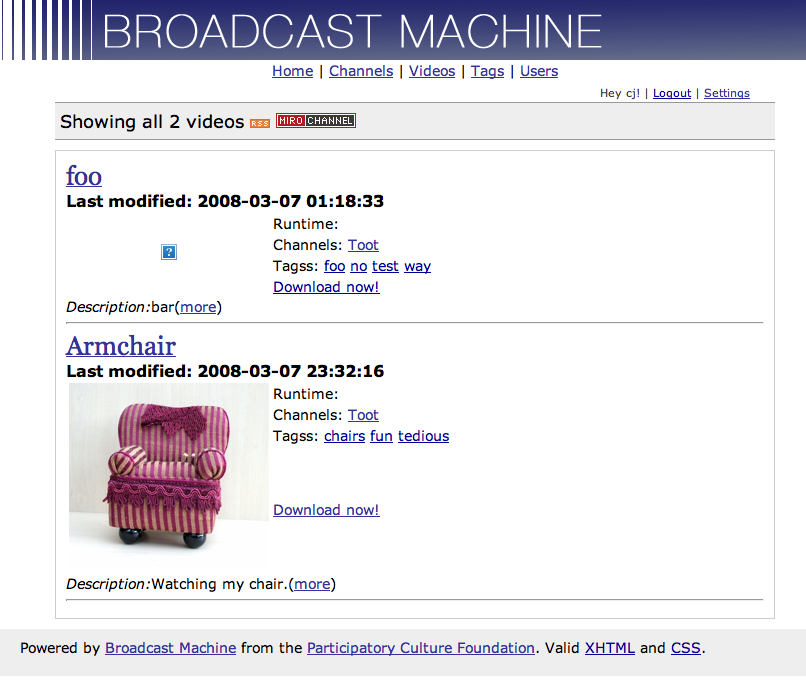 BROADCAST MACHINE
Home | Channels | Videos | Tags | Users
Hey cj! | Logout | Settings
Showing all 2 videos RSS MIRO CHANNEL
foo
Last modified: 2008-03-07 01:18:33
Runtime:
Channels: Toot
?
Tagss: foo no test way
Download now!
Description:bar(more)
Armchair
Last modified: 2008-03-07 23:32:16
Runtime:
Channels: Toot
Tagss: chairs fun tedious
Download now!
Description:Watching my chair.(more)
Powered by Broadcast Machine from the Participatory Culture Foundation. Valid XHTML and CSS.